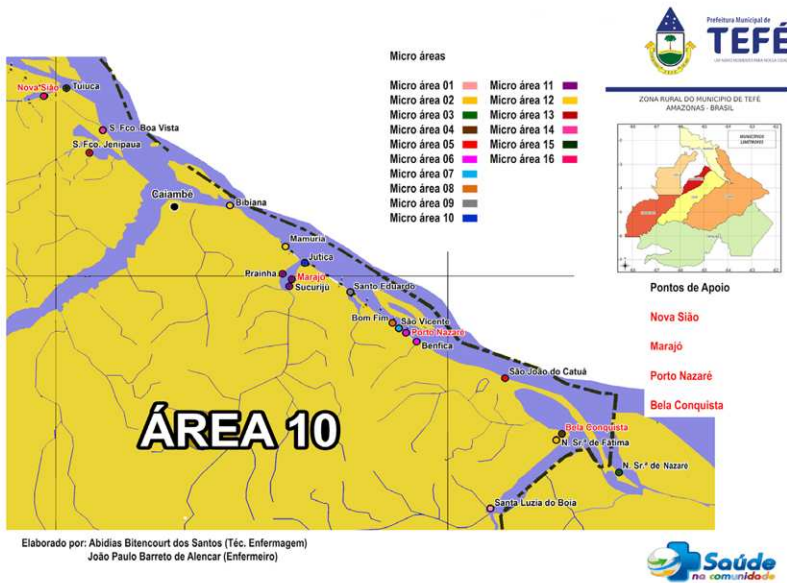 Prefeitura Municipal de
TEFÉ
Micro áreas
Micro área 01
Micro área 02
Micro área 03
Micro área 04
Micro área 05
Micro área 06
Micro área 07
Micro área 08
Micro área 09
Micro área 10
Micro área 11
Micro área 12
Micro área 13
Micro área 14
Micro área 15
Micro área 16
ZONA RURAL DO MUNICIPIO DE TEFÉ
AMAZONAS - BRASIL
MUNICÍPIOS
LIMITROFES
Nova Sião
Tuiuca
S. Fco. Boa Vista
S. Fco. Jenipaua
Caiambé
Bibiana
Mamuria
Jutica
Prainha
Marajó
Sucurijú
Santo Eduardo
Bom Fim
São Vicente
Porto Nazaré
Benfica
São João do Catuá
Bela Conquista
N. Srª de Fátima
N. Srª de Nazaré
Santa Luzia do Boia
ÁREA 10
Pontos de Apoio
Nova Sião
Marajó
Porto Nazaré
Bela Conquista
Elaborado por: Abidias Bitencourt dos Santos (Téc. Enfermagem)
João Paulo Barreto de Alencar (Enfermeiro)
Saúde
na comunidade